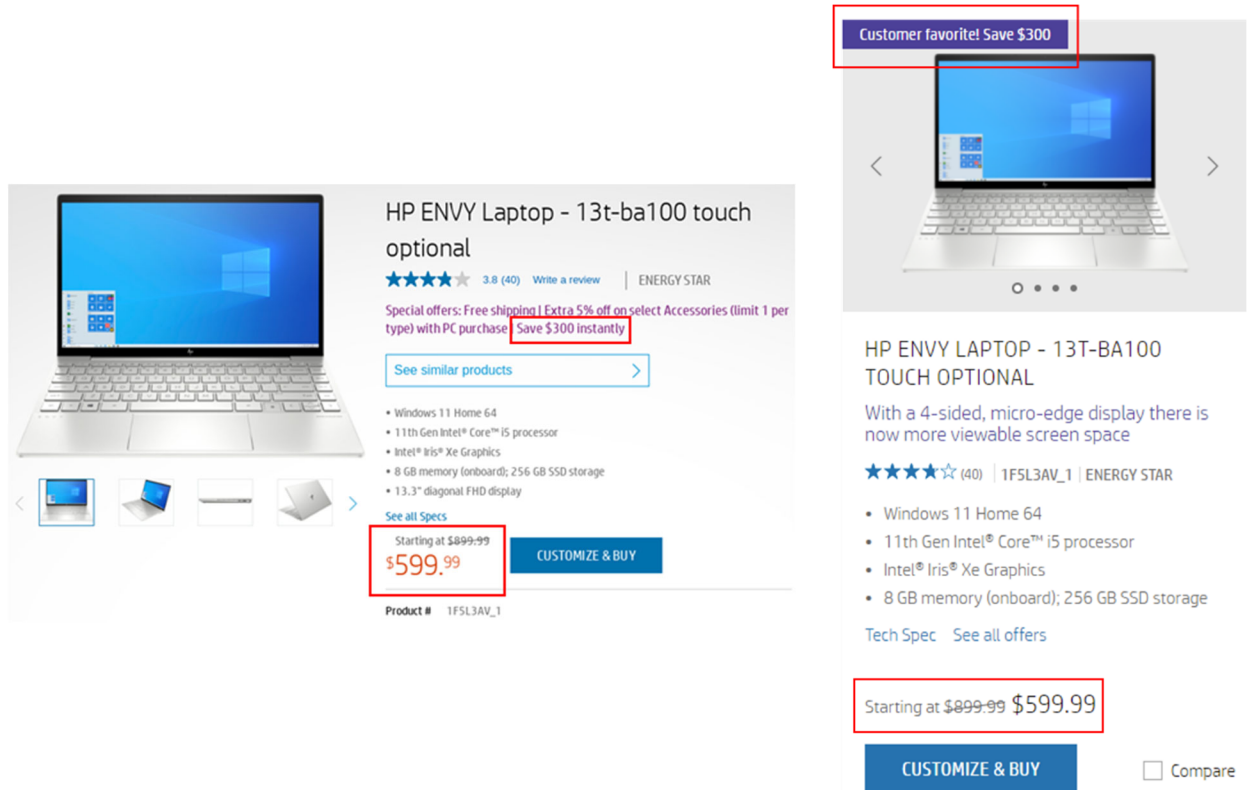 HP ENVY Laptop - 13t-ba100 touch
optional
3.8 (40) Write a review | ENERGY STAR
Special offers: Free shipping | Extra 5% off on select Accessories (limit 1 per
type) with PC purchase | Save $300 instantly
See similar products
• Windows 11 Home 64
• 11th Gen Intel® Core™ i5 processor
• Intel® Iris® Xe Graphics
• 8 GB memory (onboard); 256 GB SSD storage
• 13.3" diagonal FHD display
See all Specs
Starting at $899.99
$599.99
CUSTOMIZE & BUY
Product # 1F5L3AV_1
Customer favorite! Save $300
HP ENVY LAPTOP - 13T-BA100
TOUCH OPTIONAL
With a 4-sided, micro-edge display there is
now more viewable screen space
(40) | 1F5L3AV_1 | ENERGY STAR
• Windows 11 Home 64
• 11th Gen Intel® Core™ i5 processor
• Intel® Iris® Xe Graphics
• 8 GB memory (onboard); 256 GB SSD storage
Tech Spec See all offers
Starting at $899.99 $599.99
CUSTOMIZE & BUY
Compare